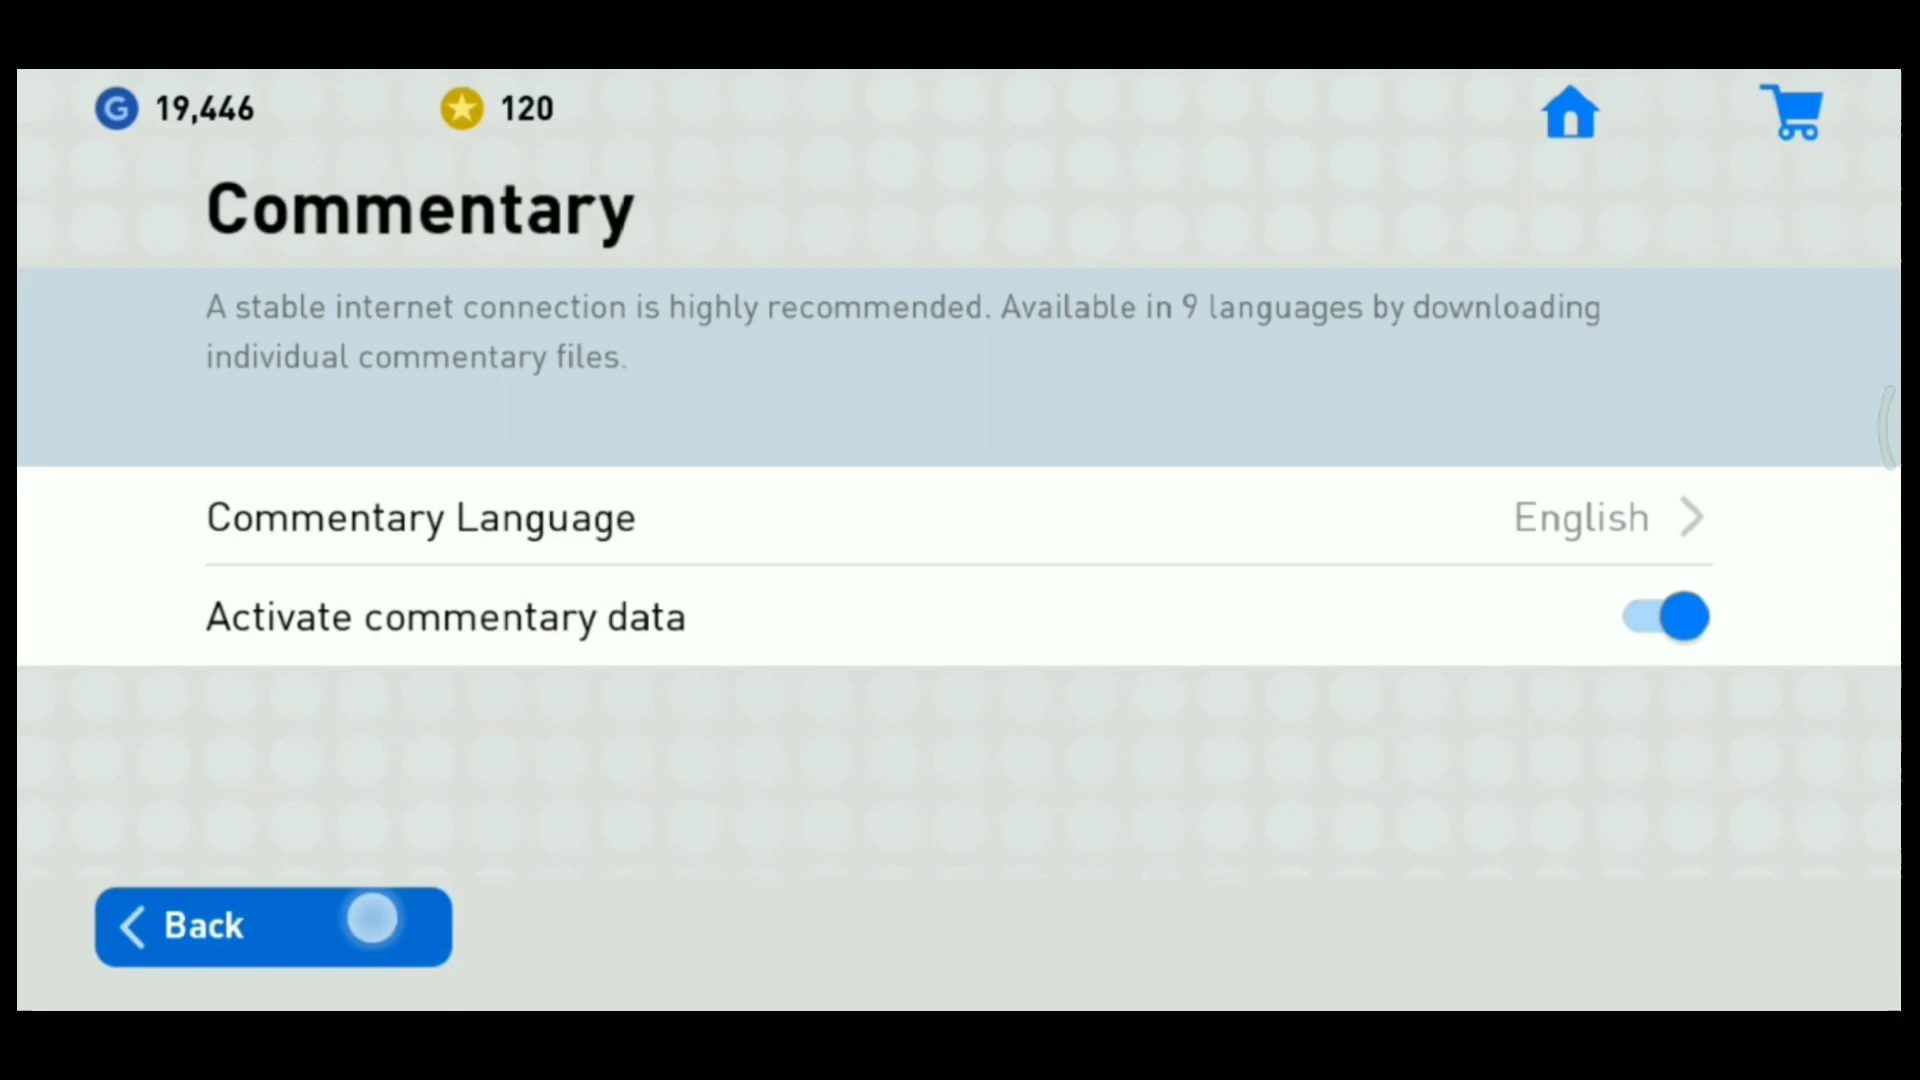 G 19,446 120
Commentary
A stable internet connection is highly recommended. Available in 9 languages by downloading
individual commentary files.
Commentary Language English
Activate commentary data
Back